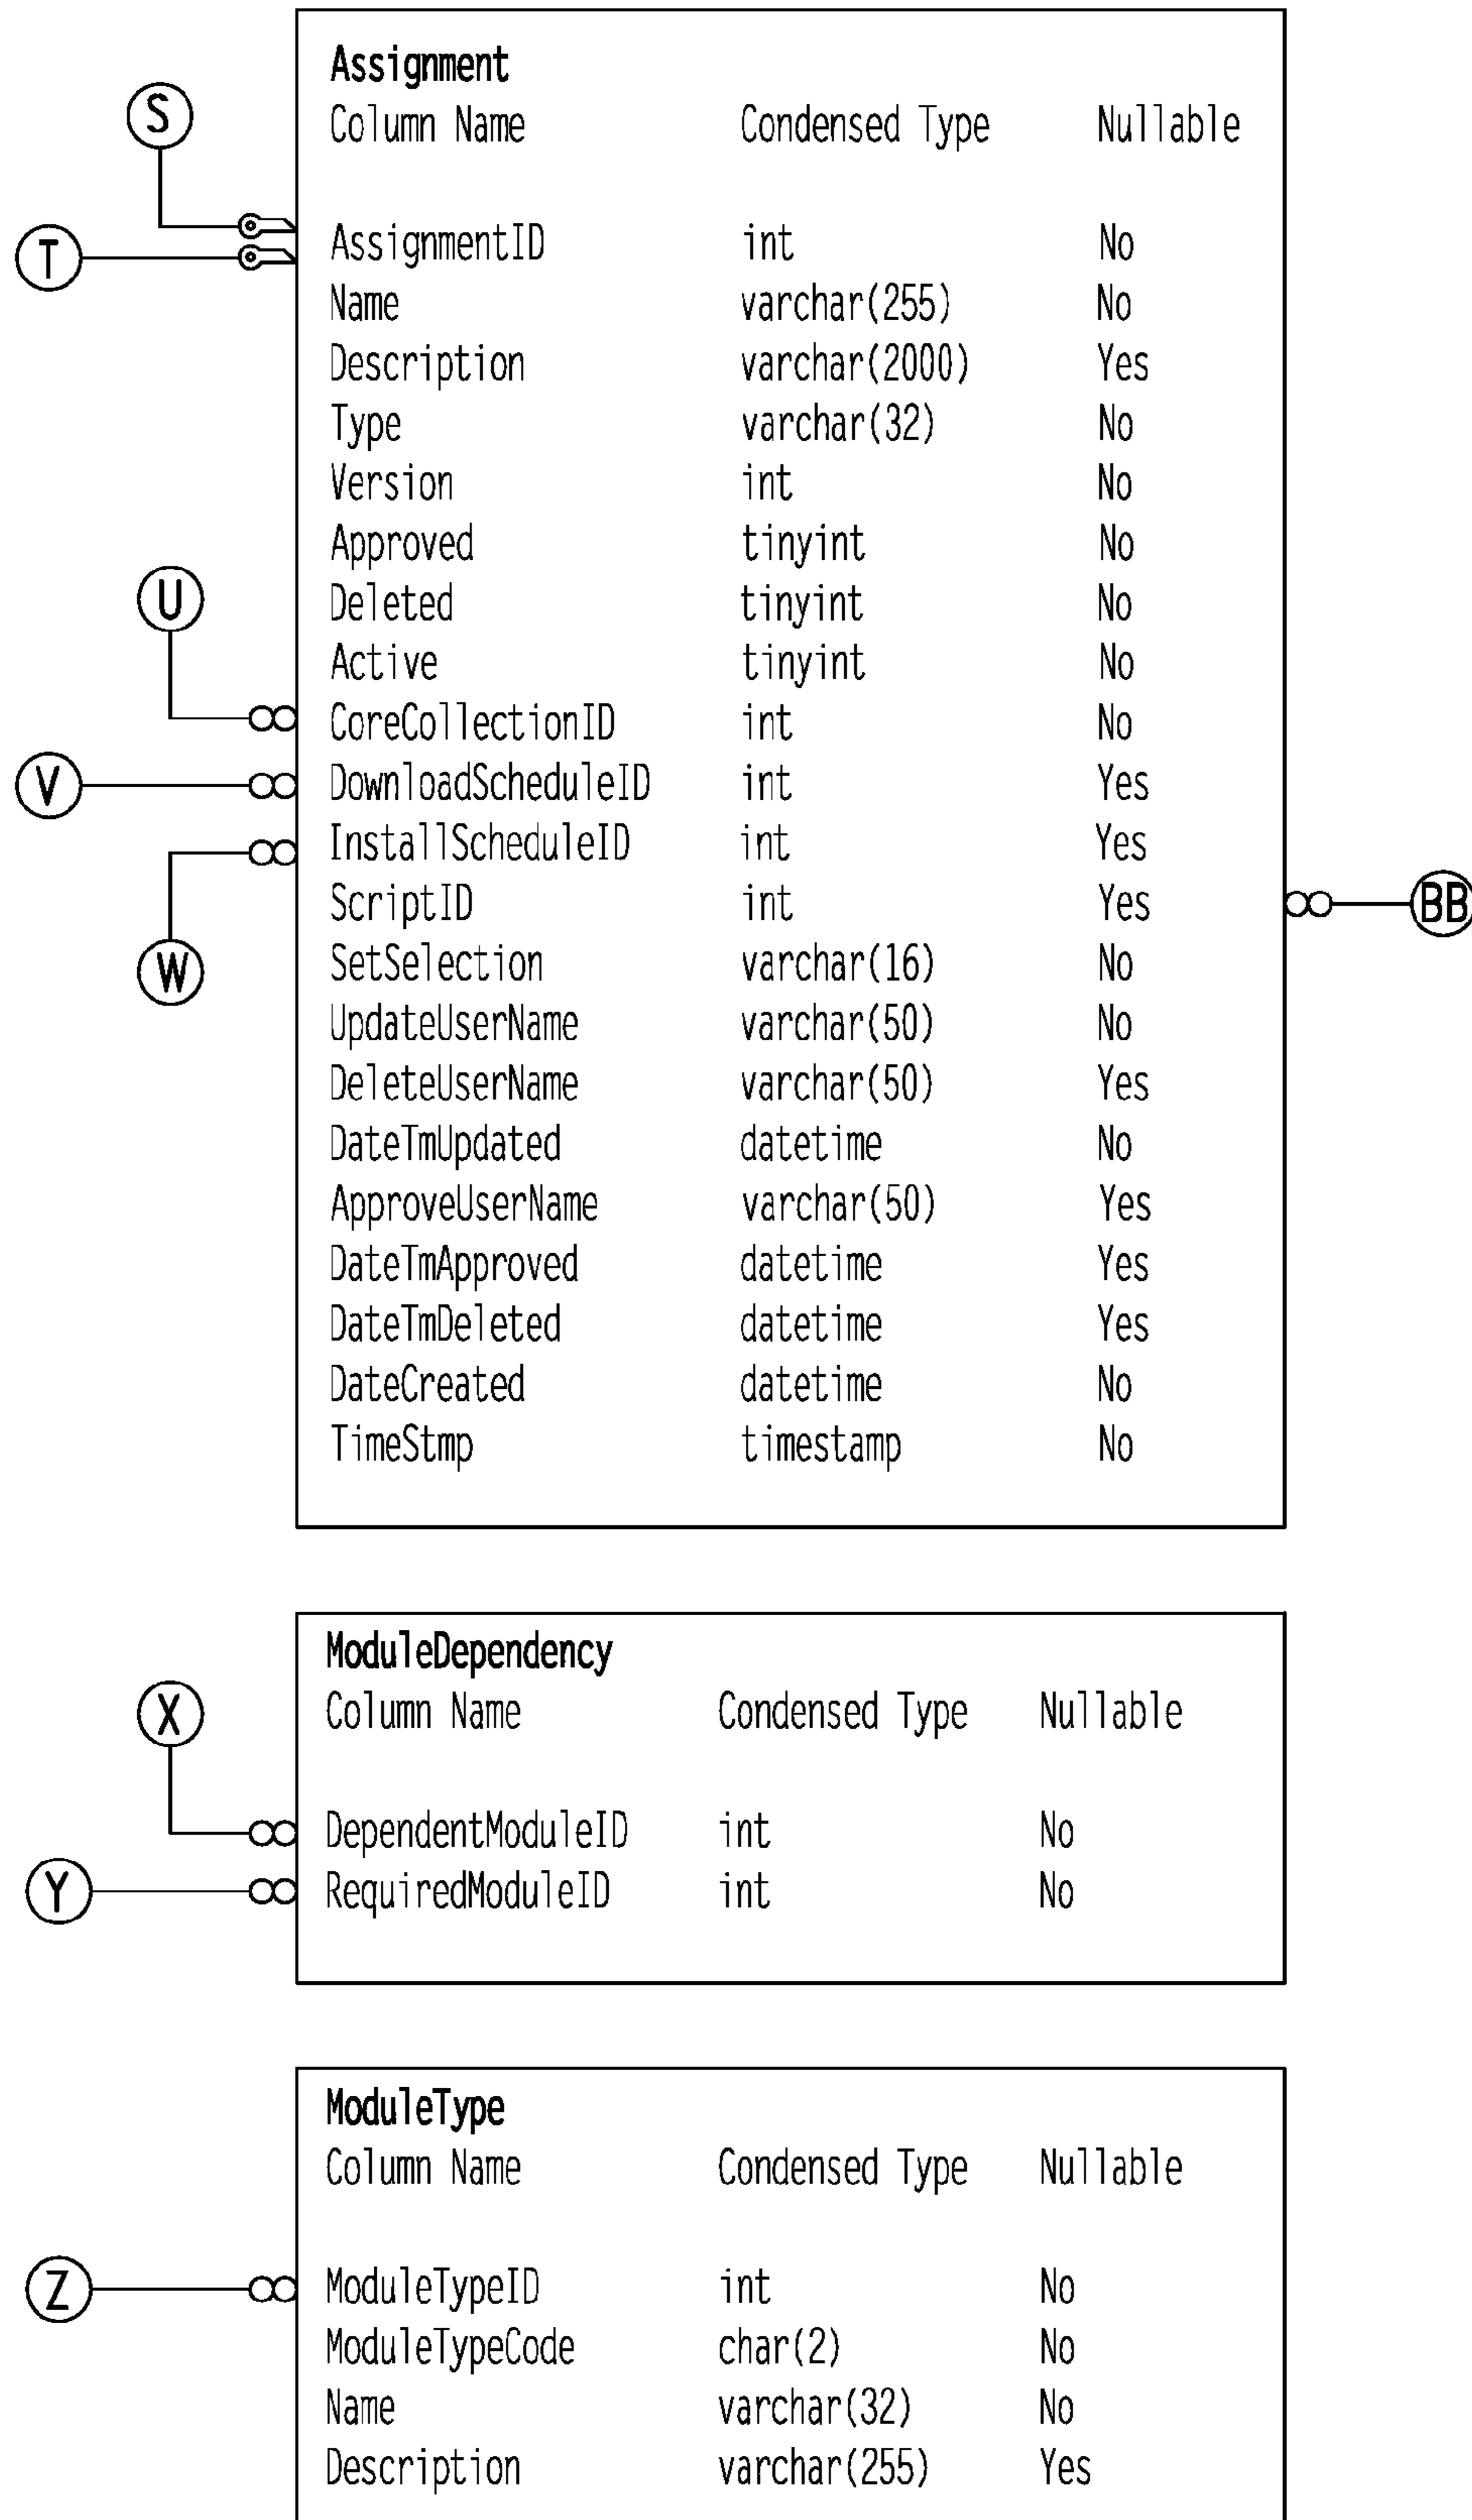 Assignment
Column Name Condensed Type Nullable
S
AssignmentID int No
T
Name varchar(255) No
Description varchar(2000) Yes
Type varchar(32) No
Version int No
Approved tinyint No
U
Deleted tinyint No
Active tinyint No
CoreCollectionID int No
V
DownloadScheduleID int Yes
InstallScheduleID int Yes
ScriptID int Yes BB
W
SetSelection varchar(16) No
UpdateUserName varchar(50) No
DeleteUserName varchar(50) Yes
DateTmUpdated datetime No
ApproveUserName varchar(50) Yes
DateTmApproved datetime Yes
DateTmDeleted datetime Yes
DateCreated datetime No
TimeStmp timestamp No
ModuleDependency
X
Column Name Condensed Type Nullable
DependentModuleID int No
Y
RequiredModuleID int No
ModuleType
Column Name Condensed Type Nullable
Z
ModuleTypeID int No
ModuleTypeCode char(2) No
Name varchar(32) No
Description varchar(255) Yes